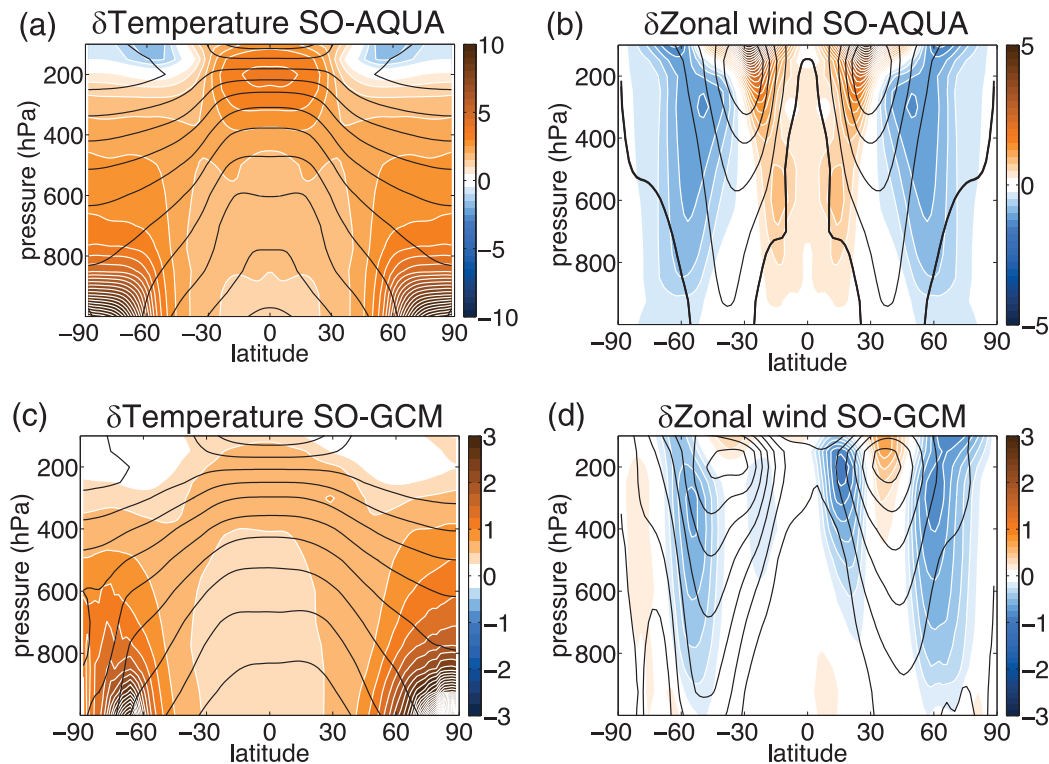 (a) δTemperature SO-AQUA
10
5
0
−5
−10
200
400
600
800
pressure (hPa)
−90 −60 −30 0 30 60 90
latitude
(b) δZonal wind SO-AQUA
5
0
−5
200
400
600
800
pressure (hPa)
−90 −60 −30 0 30 60 90
latitude
(c) δTemperature SO-GCM
3
2
1
0
−1
−2
−3
200
400
600
800
pressure (hPa)
−90 −60 −30 0 30 60 90
latitude
(d) δZonal wind SO-GCM
3
2
1
0
−1
−2
−3
200
400
600
800
pressure (hPa)
−90 −60 −30 0 30 60 90
latitude